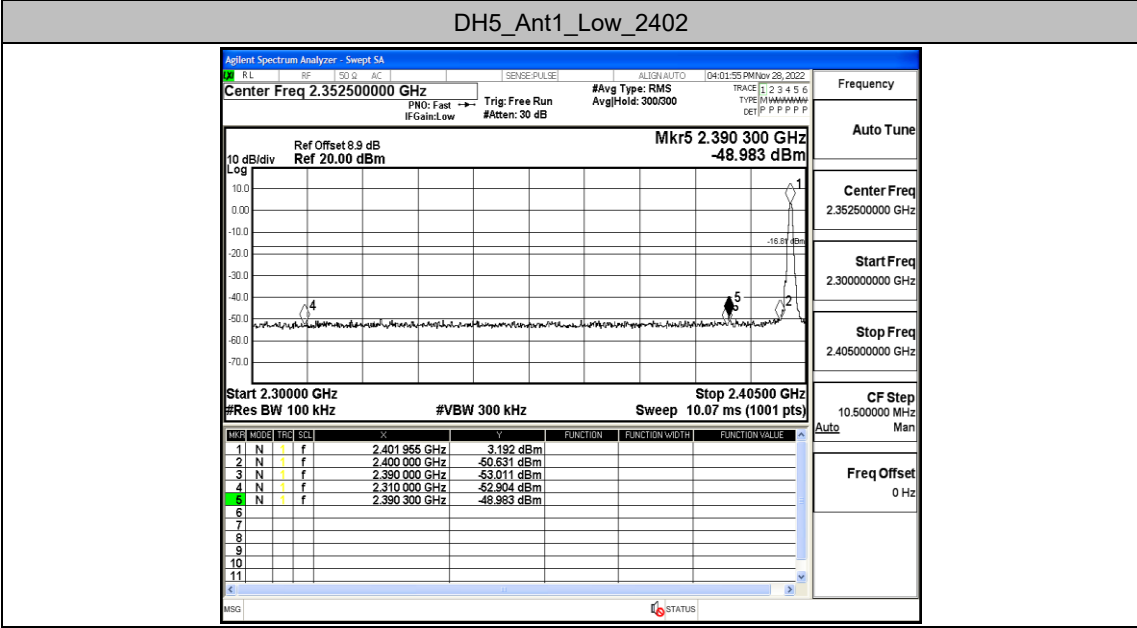 DH5_Ant1_Low_2402
Agilent Spectrum Analyzer - Swept SA
LXI RL RF 50 Ω AC SENSE:PULSE ALIGN AUTO 04:01:55 PM Nov 28, 2022
Center Freq 2.352500000 GHz
PNO: Fast
IFGain:Low
Trig: Free Run
#Atten: 30 dB
#Avg Type: RMS
Avg|Hold: 300/300
TRACE 1 2 3 4 5 6
TYPE M WWWWW
DET P P P P P P
Ref Offset 8.9 dB
10 dB/div Ref 20.00 dBm
Mkr5 2.390 300 GHz
-48.983 dBm
Log
10.0
0.00
-10.0
-20.0
-30.0
-40.0
-50.0
-60.0
-70.0
1
-16.81 dBm
4
5
2
Start 2.30000 GHz Stop 2.40500 GHz
#Res BW 100 kHz #VBW 300 kHz Sweep 10.07 ms (1001 pts)
MKR MODE TRC SCL X Y FUNCTION FUNCTION WIDTH FUNCTION VALUE
1 N 1 f 2.401 955 GHz 3.192 dBm
2 N 1 f 2.400 000 GHz -50.631 dBm
3 N 1 f 2.390 000 GHz -53.011 dBm
4 N 1 f 2.310 000 GHz -52.904 dBm
5 N 1 f 2.390 300 GHz -48.983 dBm
6
7
8
9
10
11
MSG STATUS
Frequency
Auto Tune
Center Freq
2.352500000 GHz
Start Freq
2.300000000 GHz
Stop Freq
2.405000000 GHz
CF Step
10.500000 MHz
Auto Man
Freq Offset
0 Hz